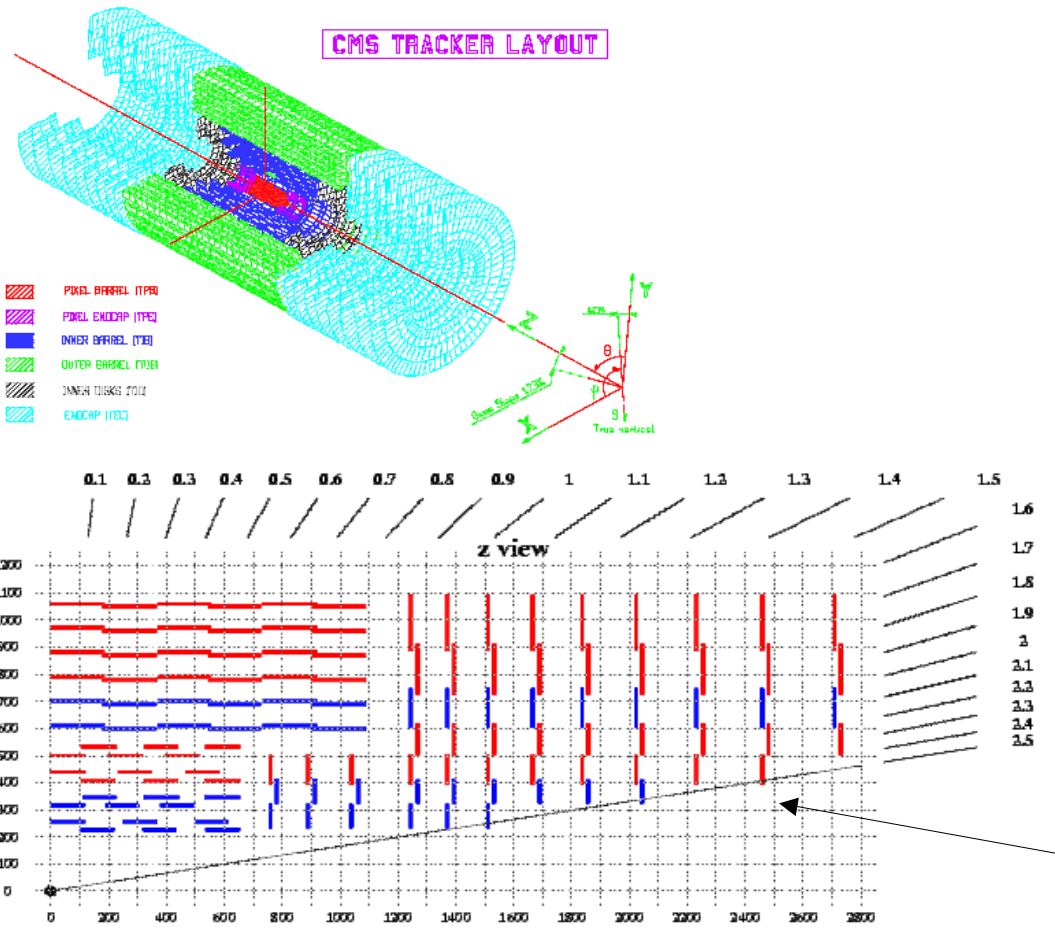 CMS TRACKER LAYOUT
PIXEL BARREL (TPB)
PIXEL ENDCAP (TPE)
INNER BARREL (TIB)
OUTER BARREL (TOB)
INNER DISKS (TID)
ENDCAP (TEC)
Y
Z
θ
φ
X
g
True vertical
0.1 0.2 0.3 0.4 0.5 0.6 0.7 0.8 0.9 1 1.1 1.2 1.3 1.4 1.5
1.6
z view
1.7
1.8
1.9
2
2.1
2.2
2.3
2.4
2.5
1200
1100
1000
900
800
700
600
500
400
300
200
100
0
0 200 400 600 800 1000 1200 1400 1600 1800 2000 2200 2400 2600 2800